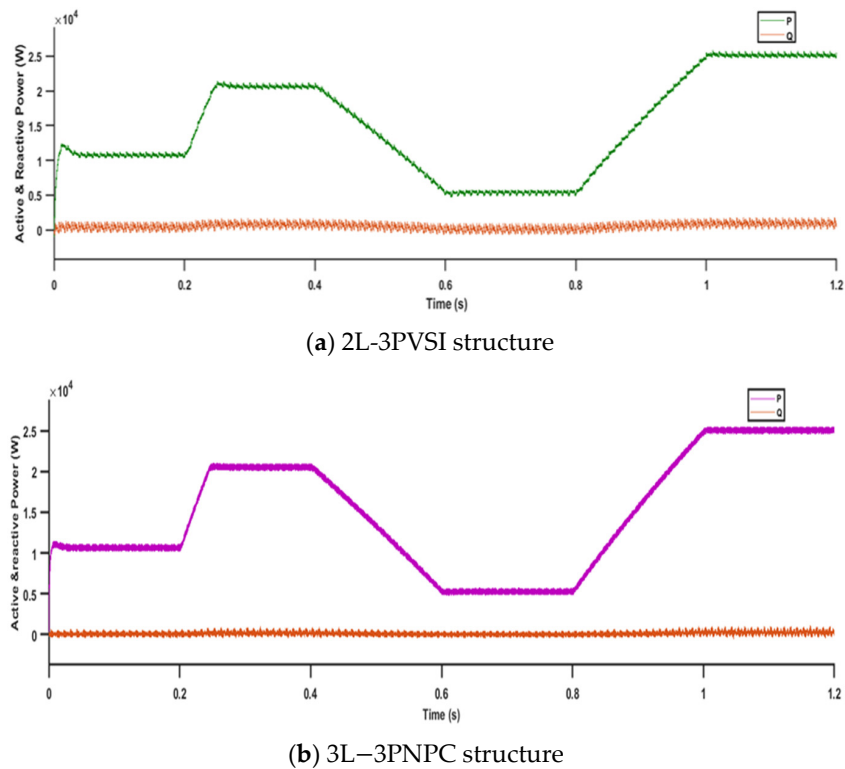 ×10⁴
P
Q
Active & Reactive Power (W)
2.5
2
1.5
1
0.5
0
0 0.2 0.4 0.6 0.8 1 1.2
Time (s)
(a) 2L-3PVSI structure
×10⁴
P
Q
Active &reactive Power (W)
2.5
2
1.5
1
0.5
0
0 0.2 0.4 0.6 0.8 1 1.2
Time (s)
(b) 3L−3PNPC structure